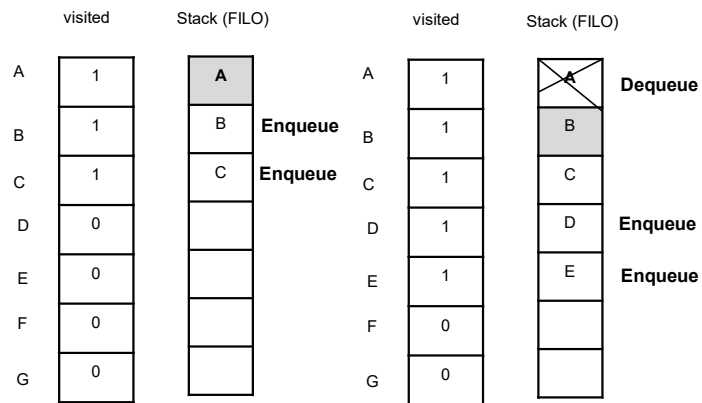 visited Stack (FILO) visited Stack (FILO)
A 1 A A 1 A Dequeue
B 1 B Enqueue B 1 B
C 1 C Enqueue C 1 C
D 0 D 1 D Enqueue
E 0 E 1 E Enqueue
F 0 F 0
G 0 G 0